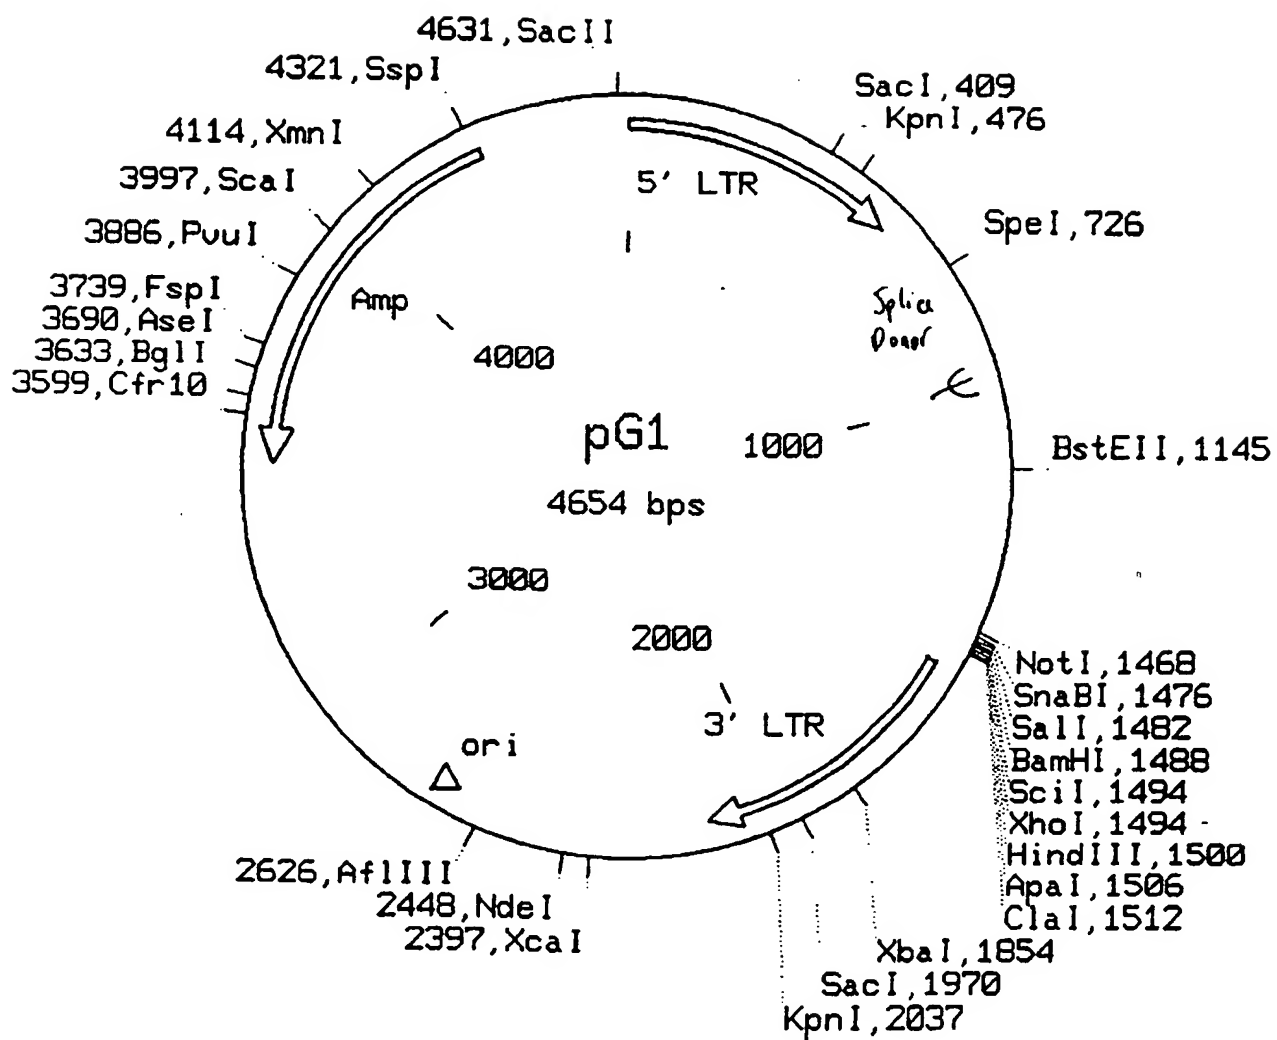 4631,SacII
4321,SspI
SacI,409
KpnI,476
4114,XmnI
3997,ScaI
5' LTR
3886,PvuI
SpeI,726
3739,FspI
3690,AseI
3633,BglI
3599,Cfr10
Amp
Splice
Donor
4000
pG1
1000
BstEII,1145
4654 bps
3000
2000
NotI,1468
SnaBI,1476
SalI,1482
BamHI,1488
SciI,1494
XhoI,1494
HindIII,1500
ApaI,1506
ClaI,1512
3' LTR
ori
2626,AflIII
2448,NdeI
2397,XcaI
XbaI,1854
SacI,1970
KpnI,2037